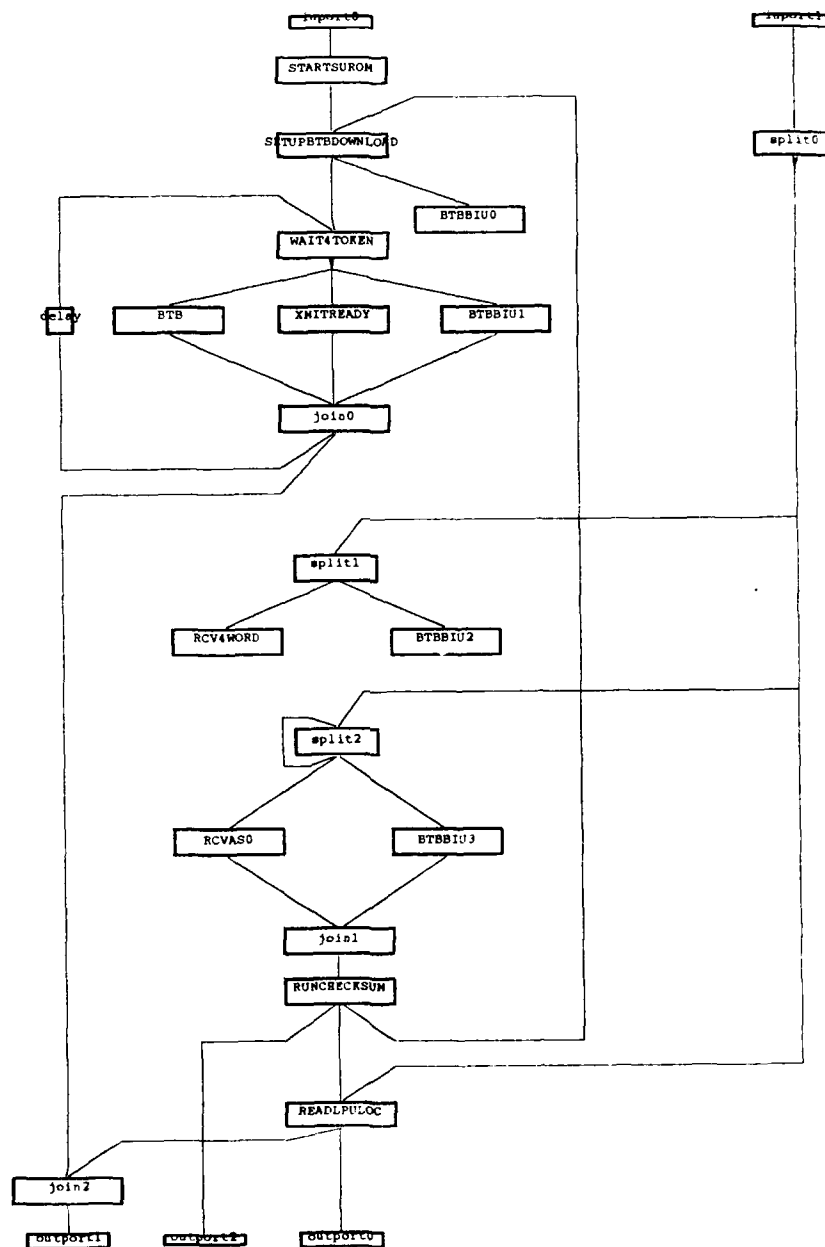 inport0
inport1
STARTSUROM
SETUPBTBDOWNLOAD
split0
BTBBIU0
WAIT4TOKEN
delay
BTB
XMITREADY
BTBBIU1
join0
split1
RCV4WORD
BTBBIU2
split2
RCVAS0
BTBBIU3
join1
RUNCHECKSUM
READLPULOC
join2
outport1
outport2
outport0